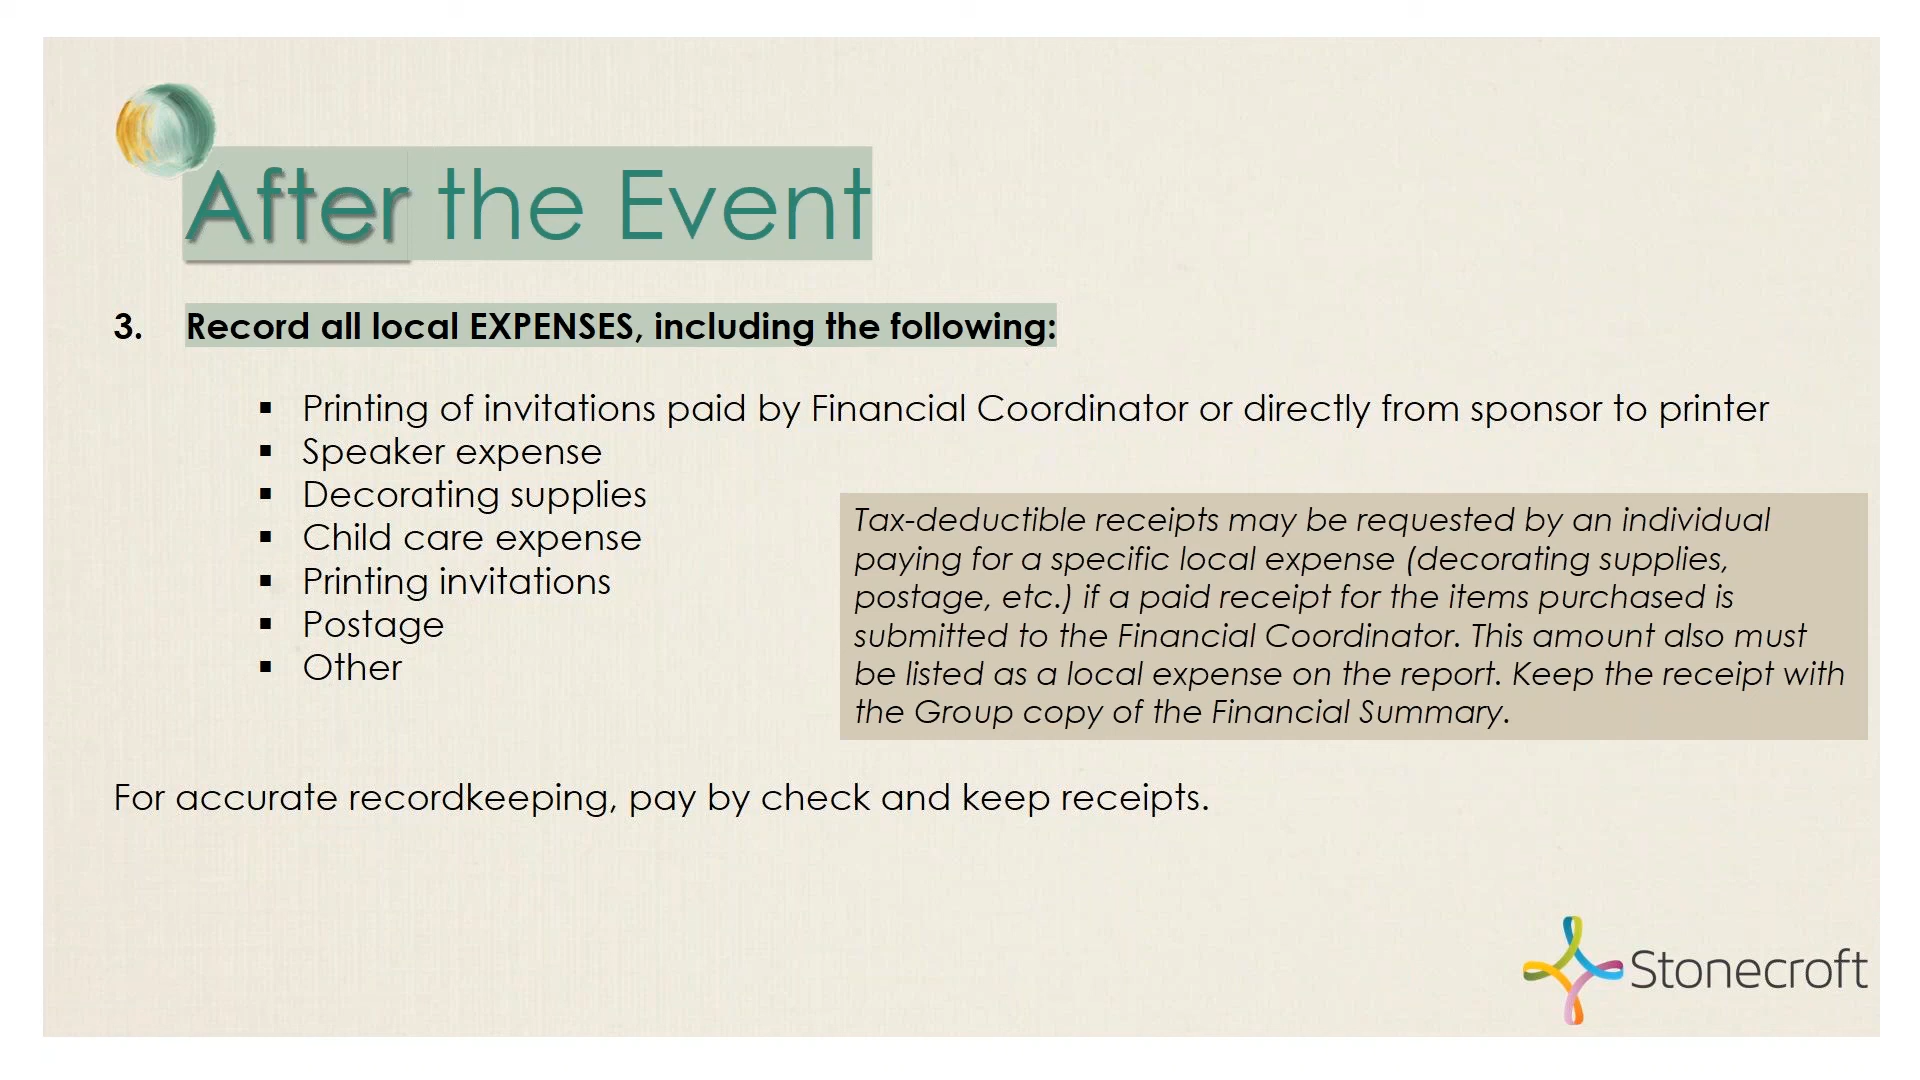 After the Event
3. Record all local EXPENSES, including the following:
▪ Printing of invitations paid by Financial Coordinator or directly from sponsor to printer
▪ Speaker expense
▪ Decorating supplies
▪ Child care expense
▪ Printing invitations
▪ Postage
▪ Other
Tax-deductible receipts may be requested by an individual
paying for a specific local expense (decorating supplies,
postage, etc.) if a paid receipt for the items purchased is
submitted to the Financial Coordinator. This amount also must
be listed as a local expense on the report. Keep the receipt with
the Group copy of the Financial Summary.
For accurate recordkeeping, pay by check and keep receipts.
Stonecroft